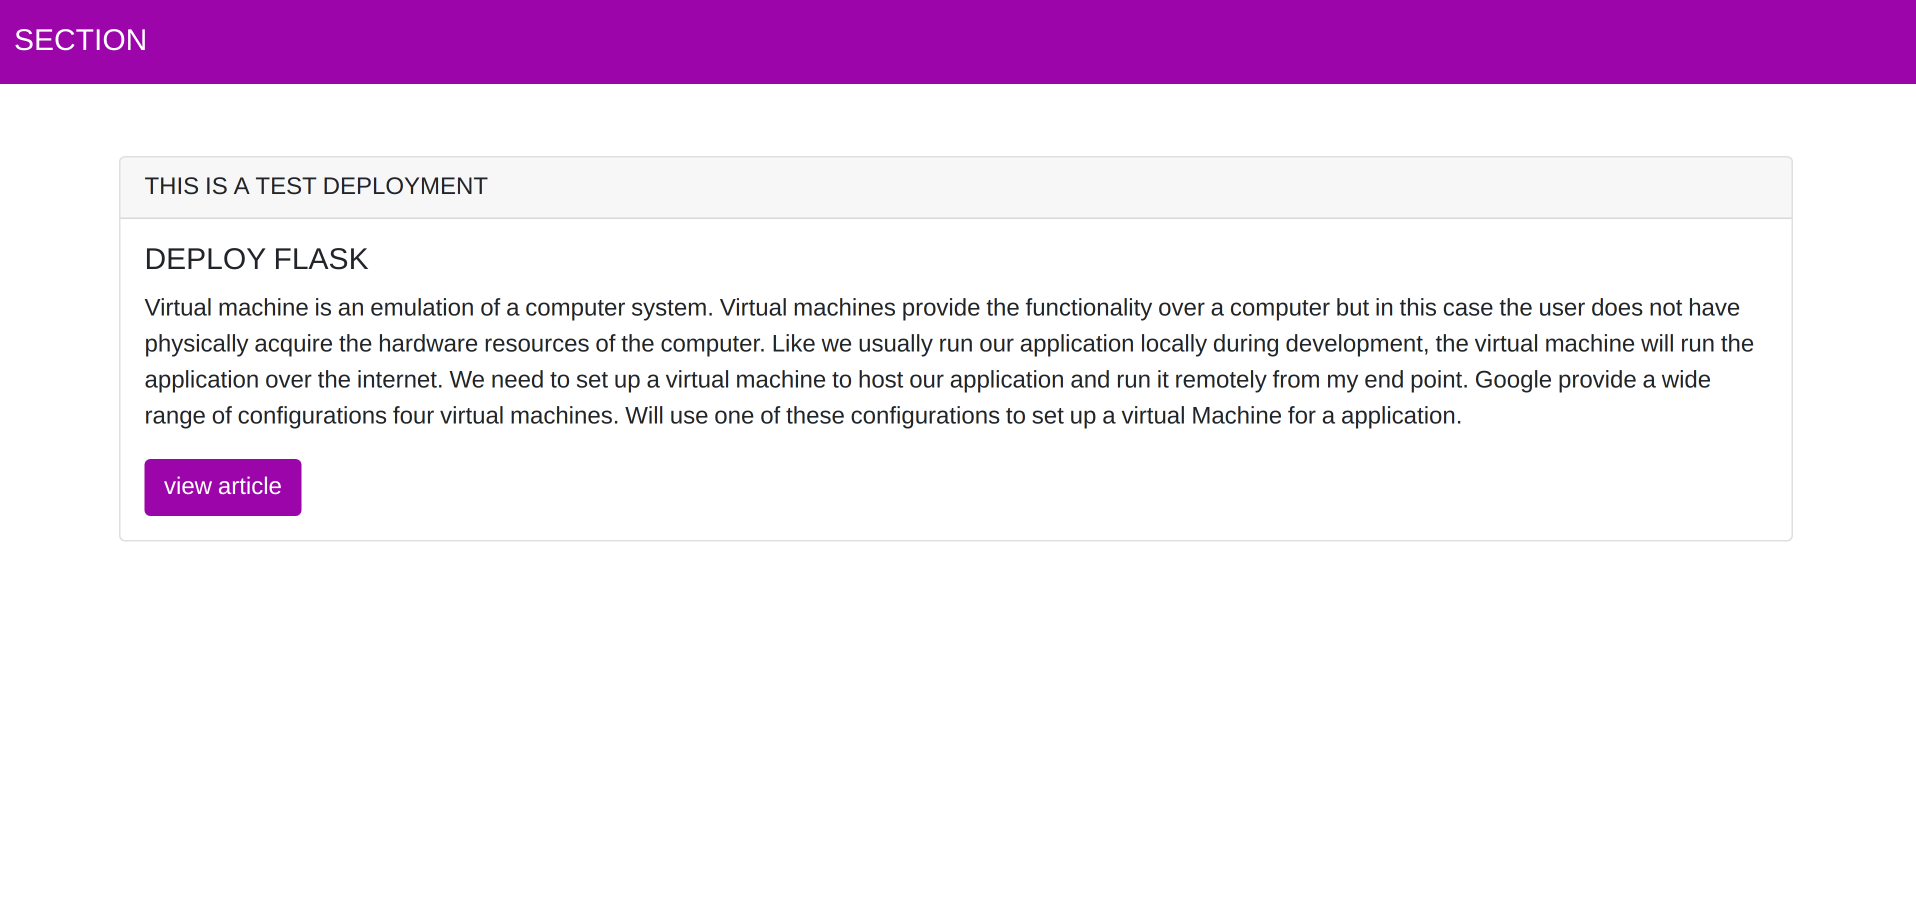 SECTION
THIS IS A TEST DEPLOYMENT
DEPLOY FLASK
Virtual machine is an emulation of a computer system. Virtual machines provide the functionality over a computer but in this case the user does not have
physically acquire the hardware resources of the computer. Like we usually run our application locally during development, the virtual machine will run the
application over the internet. We need to set up a virtual machine to host our application and run it remotely from my end point. Google provide a wide
range of configurations four virtual machines. Will use one of these configurations to set up a virtual Machine for a application.
view article